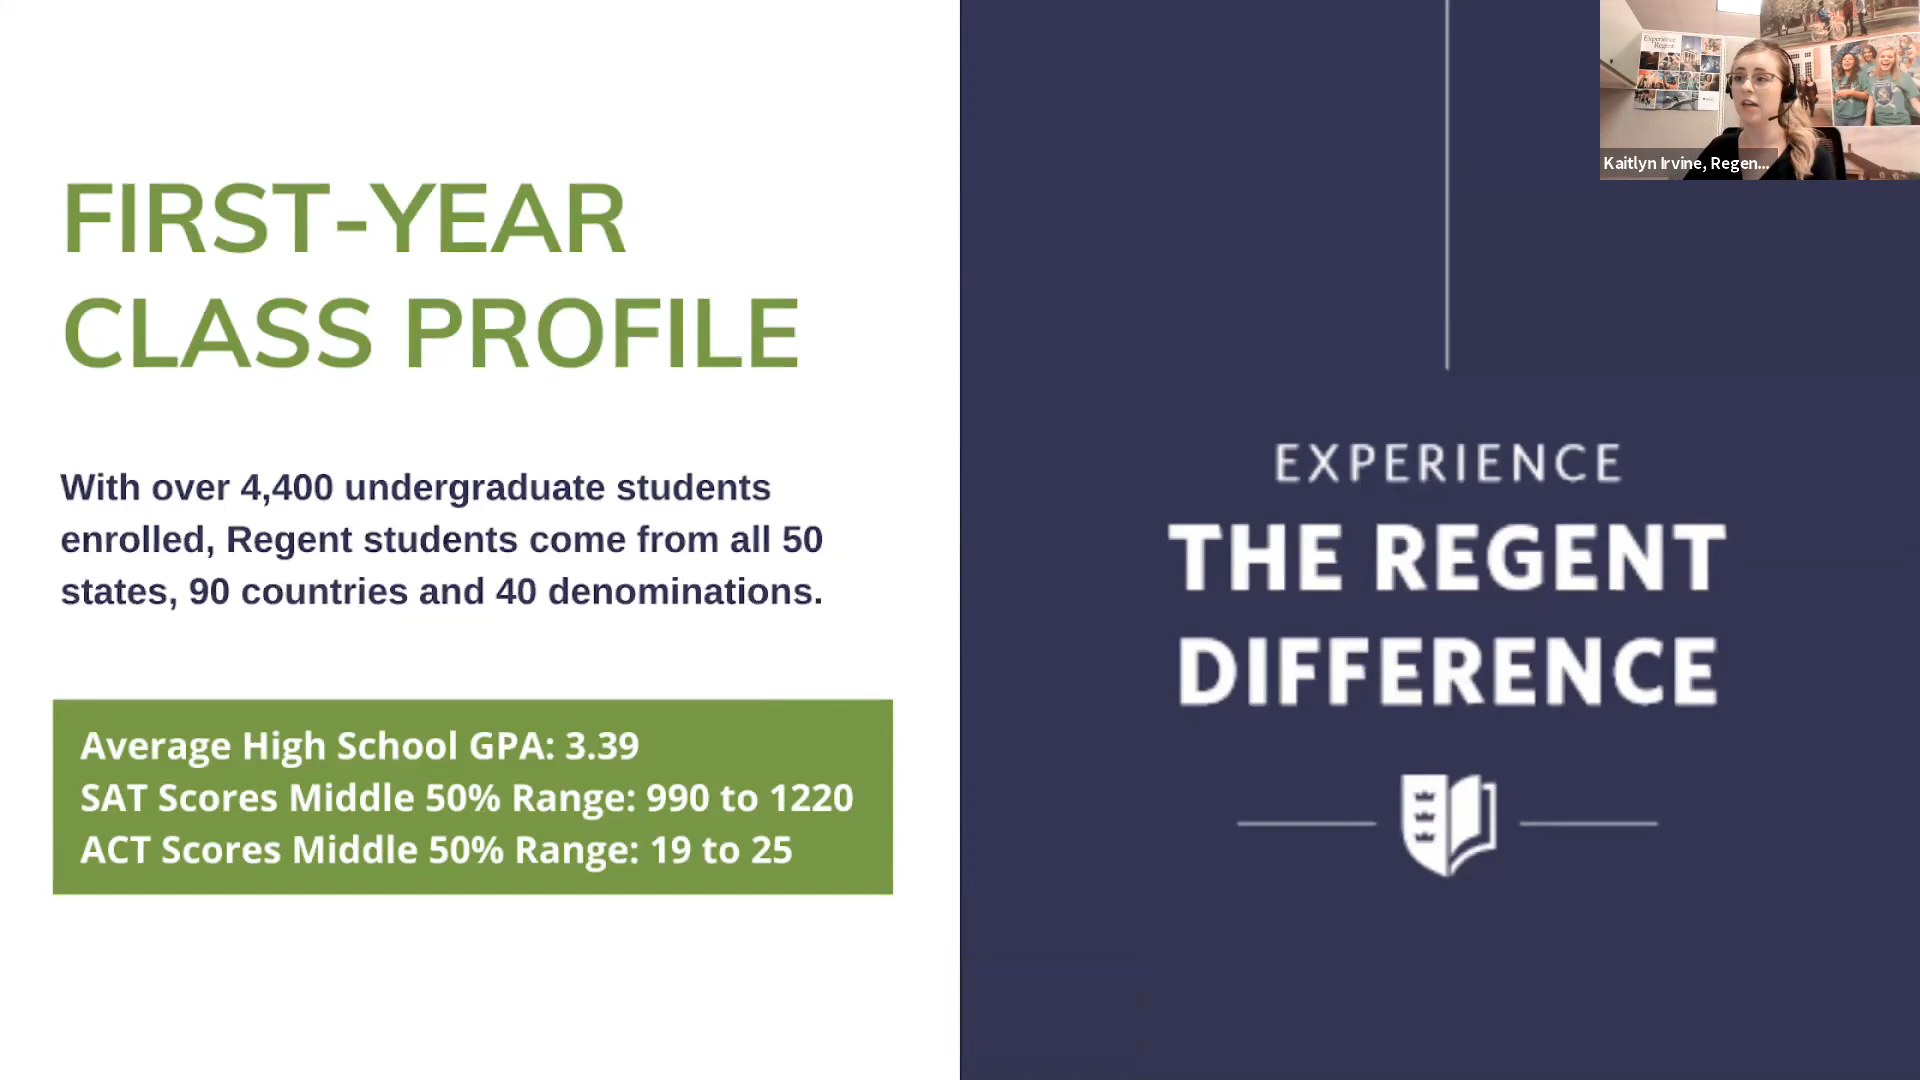 FIRST-YEAR
CLASS PROFILE
With over 4,400 undergraduate students
enrolled, Regent students come from all 50
states, 90 countries and 40 denominations.
Average High School GPA: 3.39
SAT Scores Middle 50% Range: 990 to 1220
ACT Scores Middle 50% Range: 19 to 25
EXPERIENCE
THE REGENT
DIFFERENCE
Experience
Regent
Kaitlyn Irvine, Regen...